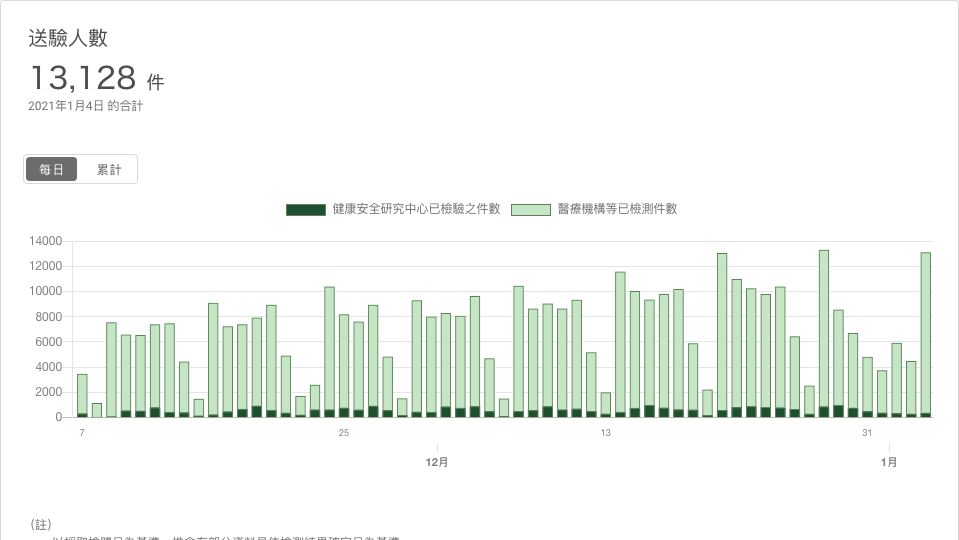 送驗人數
13,128 件
2021年1月4日 的合計
每日 累計
健康安全研究中心已檢驗之件數 醫療機構等已檢測件數
14000
12000
10000
8000
6000
4000
2000
0
7 25 13 31
12月 1月
（註）